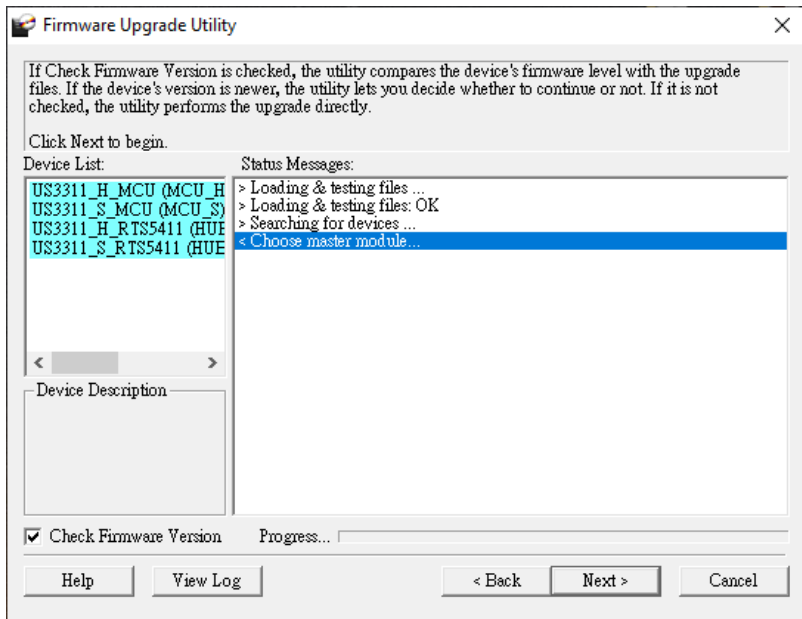 Firmware Upgrade Utility
If Check Firmware Version is checked, the utility compares the device's firmware level with the upgrade
files. If the device's version is newer, the utility lets you decide whether to continue or not. If it is not
checked, the utility performs the upgrade directly.
Click Next to begin.
Device List:
US3311_H_MCU (MCU_H
US3311_S_MCU (MCU_S)
US3311_H_RTS5411 (HUB
US3311_S_RTS5411 (HUB
Status Messages:
> Loading & testing files ...
> Loading & testing files: OK
> Searching for devices ...
< Choose master module...
Device Description
Check Firmware Version
Progress...
Help
View Log
< Back
Next >
Cancel